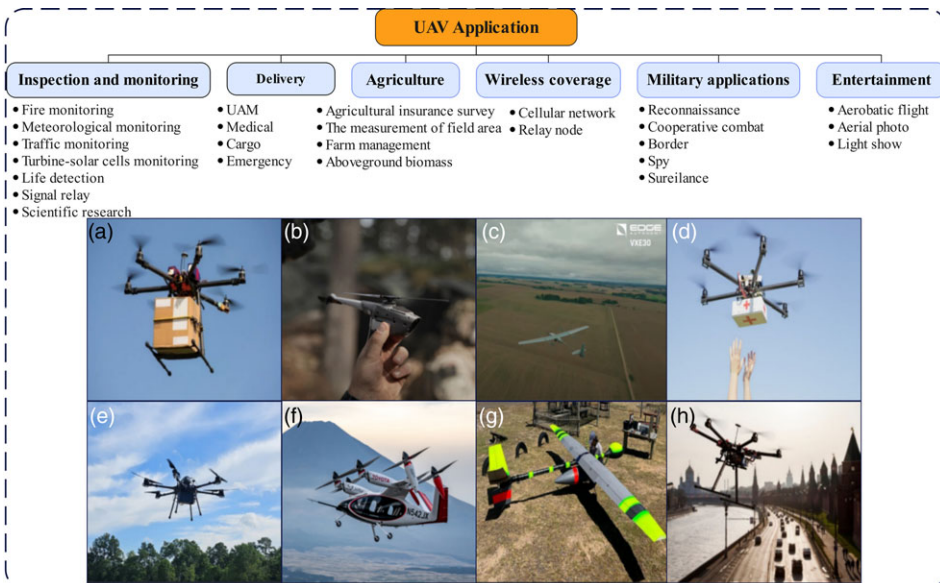 UAV Application
Inspection and monitoring
• Fire monitoring
• Meteorological monitoring
• Traffic monitoring
• Turbine-solar cells monitoring
• Life detection
• Signal relay
• Scientific research
Delivery
• UAM
• Medical
• Cargo
• Emergency
Agriculture
• Agricultural insurance survey
• The measurement of field area
• Farm management
• Aboveground biomass
Wireless coverage
• Cellular network
• Relay node
Military applications
• Reconnaissance
• Cooperative combat
• Border
• Spy
• Sureilance
Entertainment
• Aerobatic flight
• Aerial photo
• Light show
(a)
(b)
(c)
EDGE
VXE30
(d)
(e)
(f)
N542JX
(g)
(h)